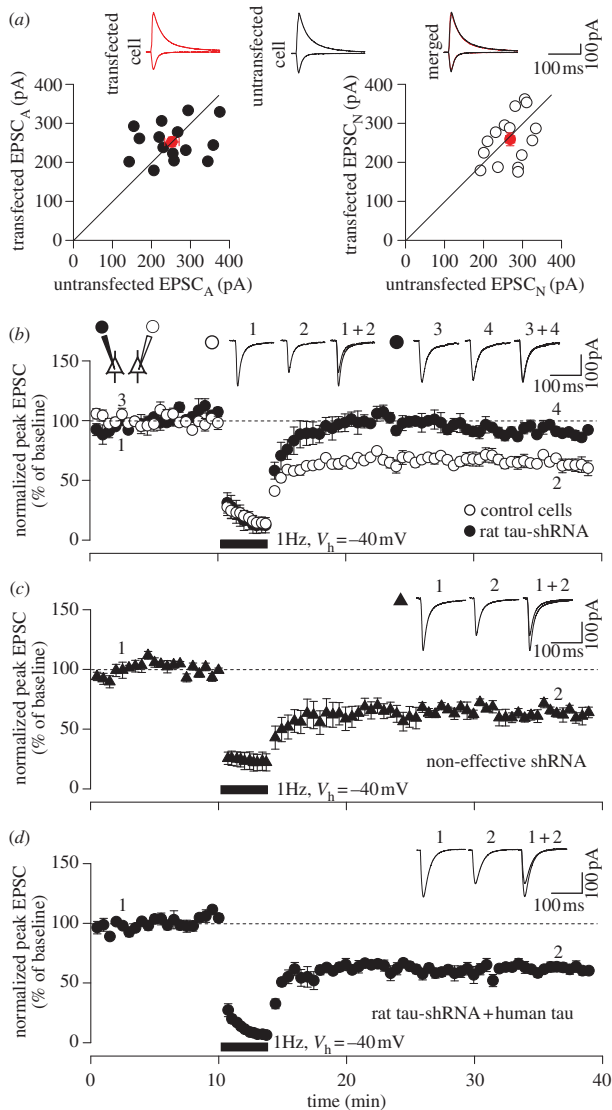 (a)
transfected cell
untransfected cell
merged
100 ms
100 pA
transfected EPSC_A (pA)
400
300
200
100
0
0 100 200 300 400
untransfected EPSC_A (pA)
transfected EPSC_N (pA)
400
300
200
100
0
0 100 200 300 400
untransfected EPSC_N (pA)
(b)
1 2 1+2 3 4 3+4
100 ms
100 pA
normalized peak EPSC
(% of baseline)
150
100
50
0
3
1
4
2
control cells
rat tau-shRNA
1Hz, V_h = –40 mV
(c)
1 2 1+2
100 ms
100 pA
normalized peak EPSC
(% of baseline)
150
100
50
0
1
2
non-effective shRNA
1Hz, V_h = –40 mV
(d)
1 2 1+2
100 ms
100 pA
normalized peak EPSC
(% of baseline)
150
100
50
0
1
2
rat tau-shRNA + human tau
1Hz, V_h = –40 mV
0 10 20 30 40
time (min)